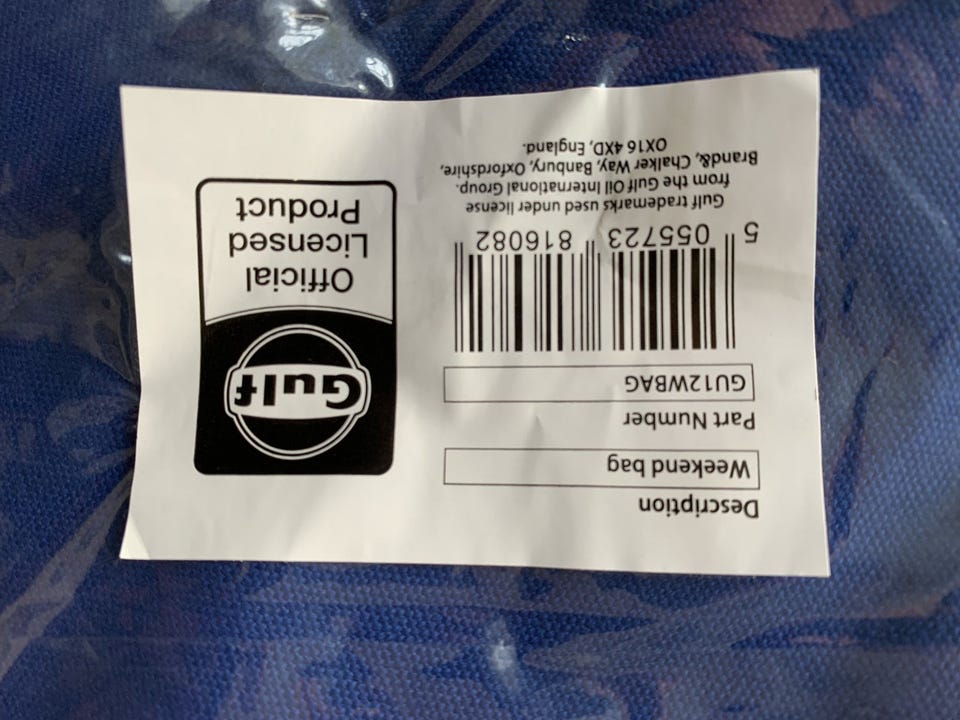 Description
Weekend bag
Part Number
GU12WBAG
5 055723 816082
Gulf trademarks used under license
from the Gulf Oil International Group.
Brand&, Chalker Way, Banbury, Oxfordshire,
OX16 4XD, England.
Gulf
Official
Licensed
Product